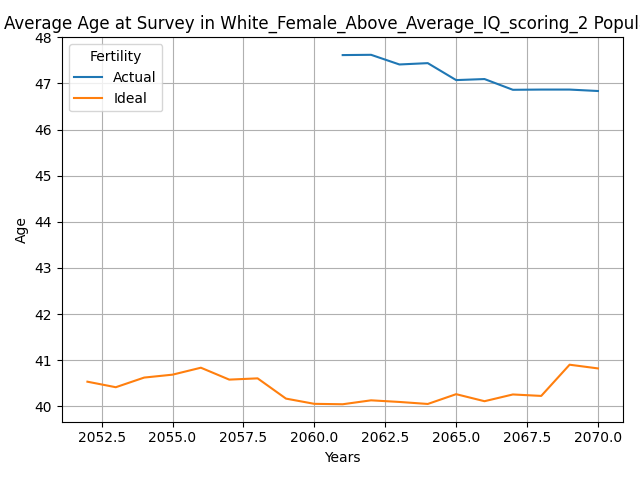 Average Age at Survey in White_Female_Above_Average_IQ_scoring_2 Popul
48
47
46
45
44
43
42
41
40
Age
Fertility
Actual
Ideal
2052.5 2055.0 2057.5 2060.0 2062.5 2065.0 2067.5 2070.0
Years